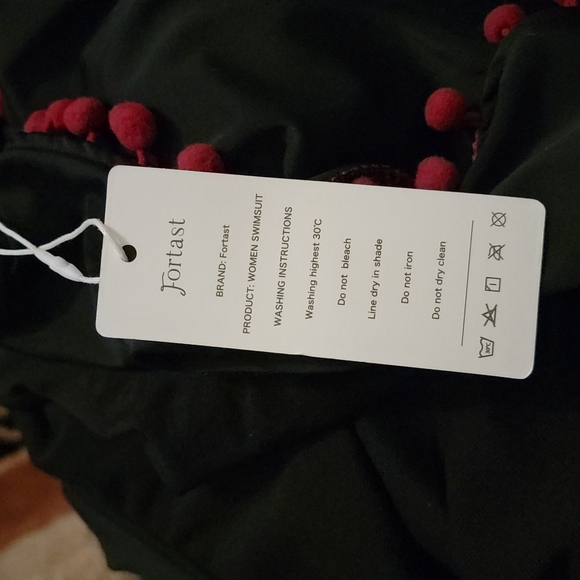 Fortast
BRAND: Fortast
PRODUCT: WOMEN SWIMSUIT
WASHING INSTRUCTIONS
Washing highest 30°C
Do not bleach
Line dry in shade
Do not iron
Do not dry clean
30°C